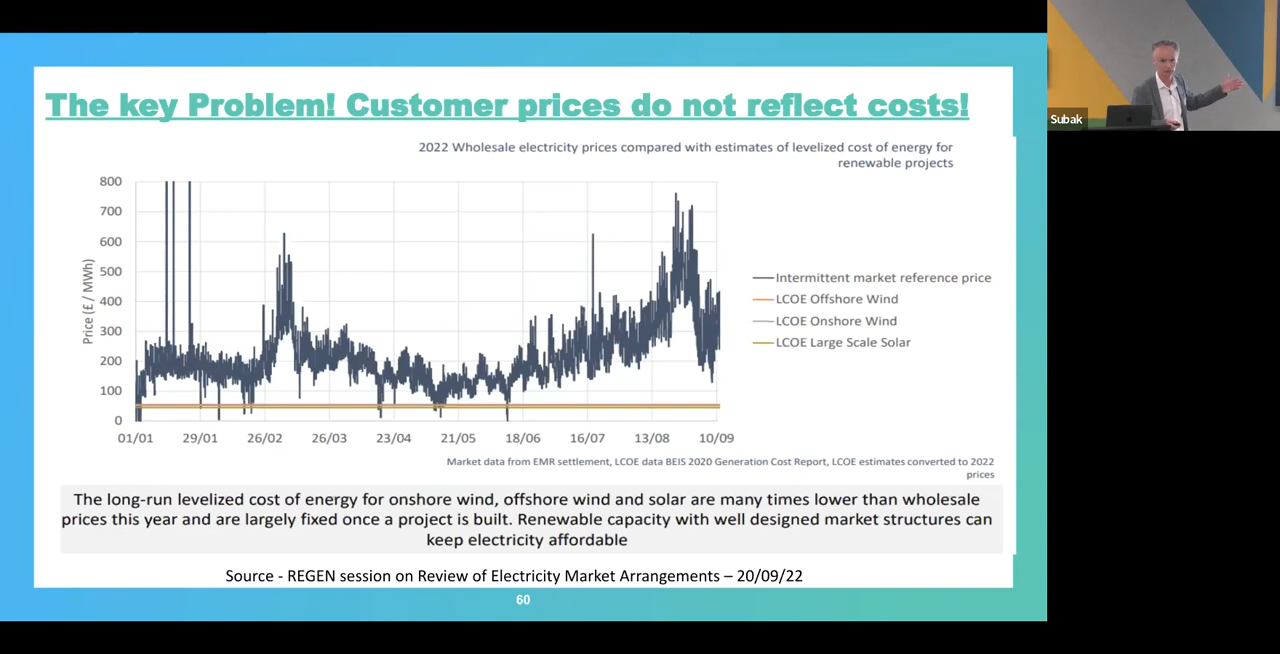 The key Problem! Customer prices do not reflect costs!
2022 Wholesale electricity prices compared with estimates of levelized cost of energy for
renewable projects
Price (£ / MWh)
800
700
600
500
400
300
200
100
0
01/01 29/01 26/02 26/03 23/04 21/05 18/06 16/07 13/08 10/09
Intermittent market reference price
LCOE Offshore Wind
LCOE Onshore Wind
LCOE Large Scale Solar
Market data from EMR settlement, LCOE data BEIS 2020 Generation Cost Report, LCOE estimates converted to 2022
prices
The long-run levelized cost of energy for onshore wind, offshore wind and solar are many times lower than wholesale
prices this year and are largely fixed once a project is built. Renewable capacity with well designed market structures can
keep electricity affordable
Source - REGEN session on Review of Electricity Market Arrangements – 20/09/22
60
Subak